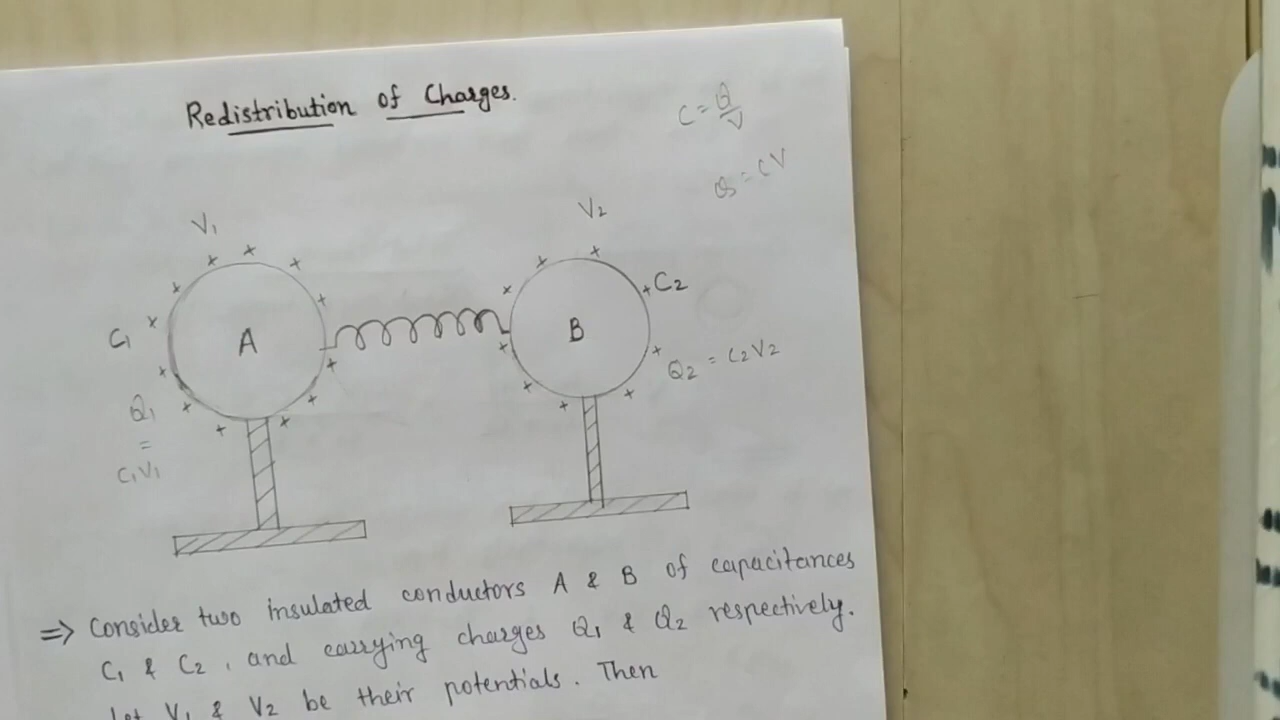 Redistribution of Charges.
C = Q/V
Q = CV
V₁
V₂
C₁
A
B
C₂
Q₁
=
C₁V₁
Q₂ = C₂V₂
⇒ Consider two insulated conductors A & B of capacitances
C₁ & C₂, and carrying charges Q₁ & Q₂ respectively.
Let V₁ & V₂ be their potentials. Then